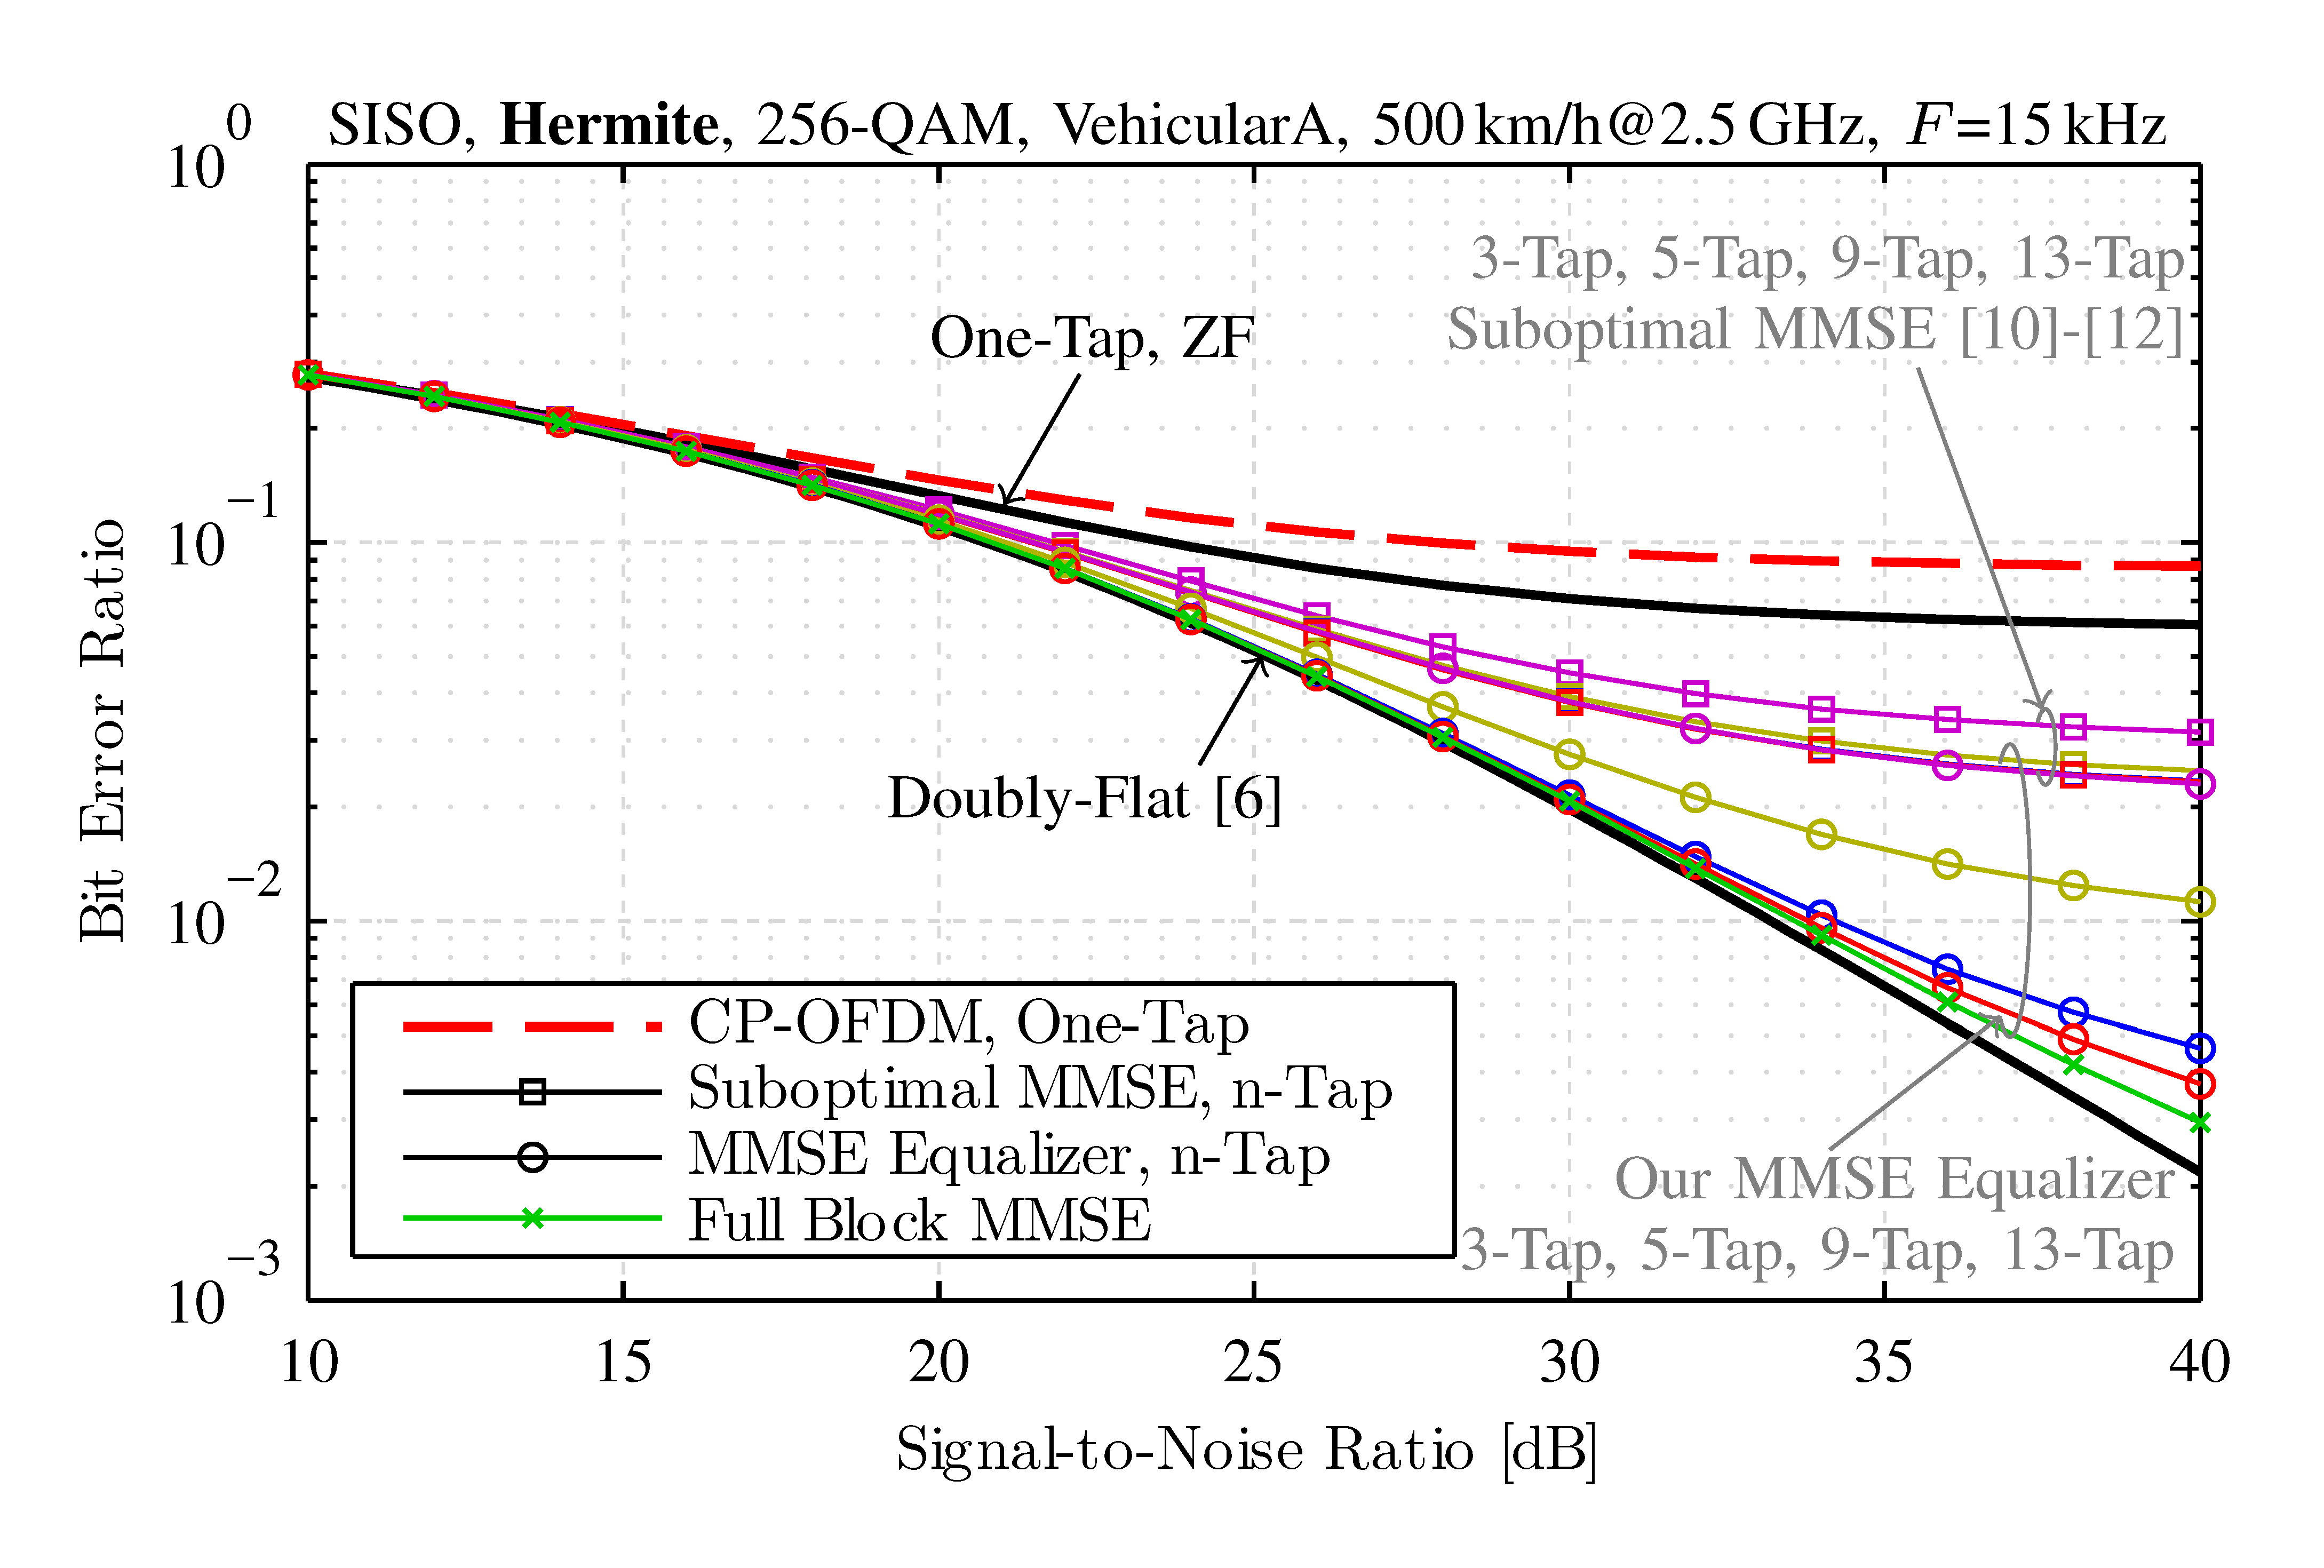 SISO, Hermite, 256-QAM, VehicularA, 500 km/h@2.5 GHz, F=15 kHz
10^0
3-Tap, 5-Tap, 9-Tap, 13-Tap
Suboptimal MMSE [10]-[12]
One-Tap, ZF
10^−1
Bit Error Ratio
Doubly-Flat [6]
10^−2
CP-OFDM, One-Tap
Suboptimal MMSE, n-Tap
MMSE Equalizer, n-Tap
Full Block MMSE
Our MMSE Equalizer
3-Tap, 5-Tap, 9-Tap, 13-Tap
10^−3
10 15 20 25 30 35 40
Signal-to-Noise Ratio [dB]